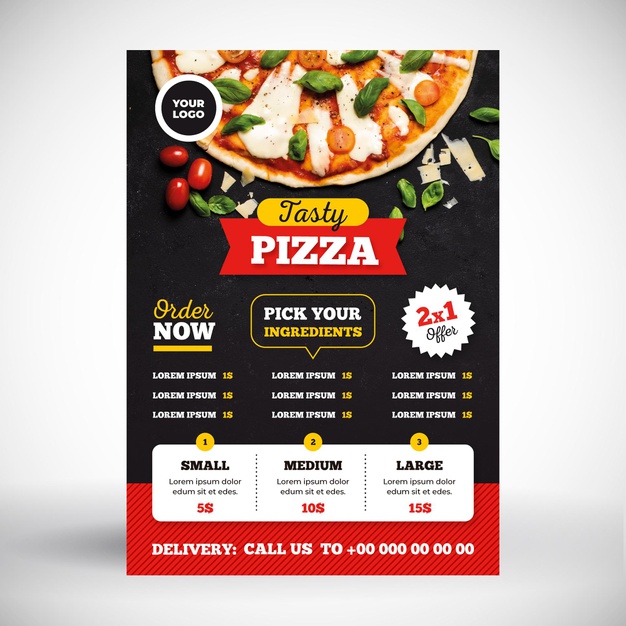 YOUR
LOGO
Tasty
PIZZA
Order
NOW
PICK YOUR
INGREDIENTS
2x1
Offer
LOREM IPSUM 1$ LOREM IPSUM 1$ LOREM IPSUM 1$
LOREM IPSUM 1$ LOREM IPSUM 1$ LOREM IPSUM 1$
LOREM IPSUM 1$ LOREM IPSUM 1$ LOREM IPSUM 1$
1 2 3
SMALL MEDIUM LARGE
Lorem ipsum dolor Lorem ipsum dolor Lorem ipsum dolor
edum sit et edes. edum sit et edes. edum sit et edes.
5$ 10$ 15$
DELIVERY: CALL US TO +00 000 00 00 00